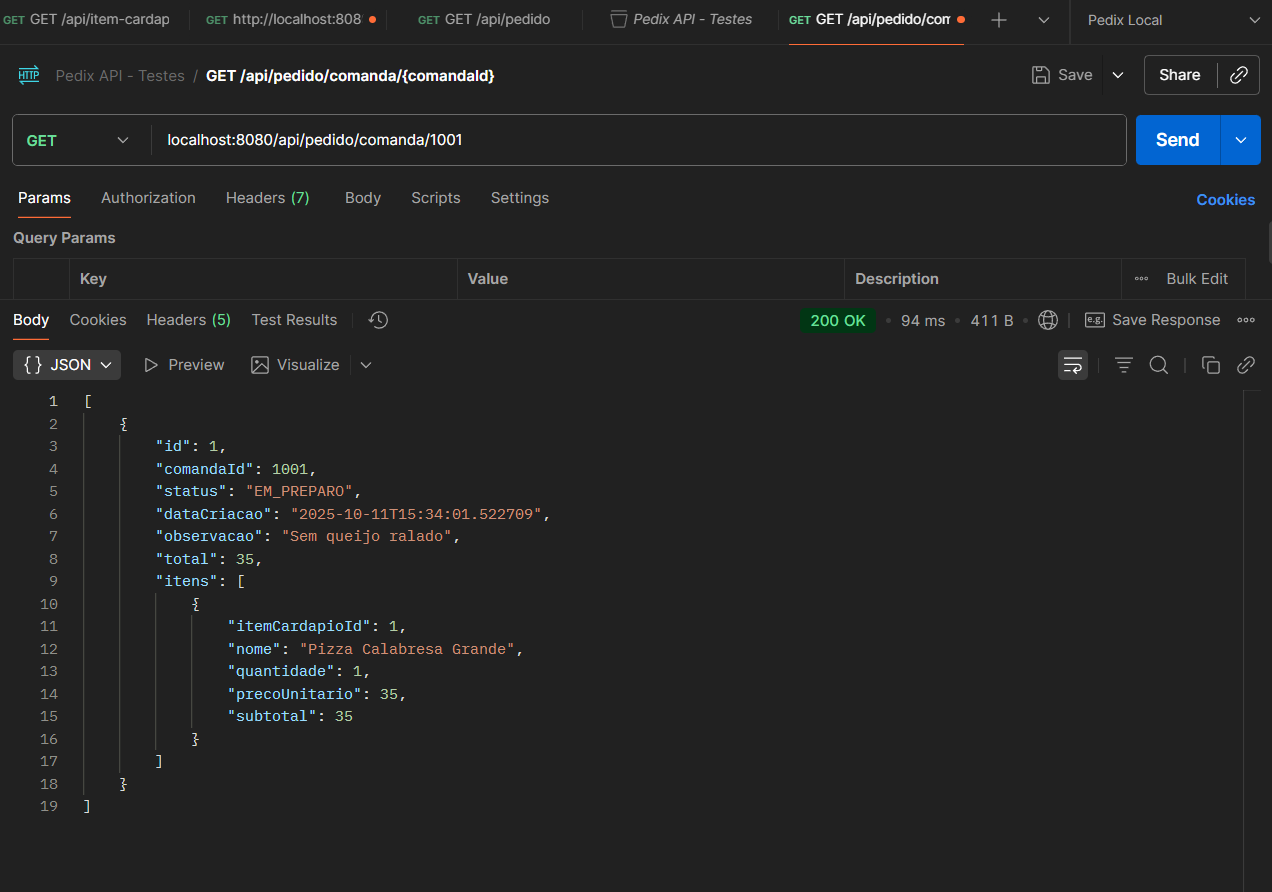 GET GET /api/item-cardap GET http://localhost:808 GET GET /api/pedido Pedix API - Testes GET GET /api/pedido/com Pedix Local
HTTP Pedix API - Testes / GET /api/pedido/comanda/{comandaId} Save Share
GET localhost:8080/api/pedido/comanda/1001 Send
Params Authorization Headers (7) Body Scripts Settings Cookies
Query Params
Key Value Description Bulk Edit
Body Cookies Headers (5) Test Results 200 OK • 94 ms • 411 B • e.g. Save Response
{} JSON Preview Visualize
1 [
2 {
3 "id": 1,
4 "comandaId": 1001,
5 "status": "EM_PREPARO",
6 "dataCriacao": "2025-10-11T15:34:01.522709",
7 "observacao": "Sem queijo ralado",
8 "total": 35,
9 "itens": [
10 {
11 "itemCardapioId": 1,
12 "nome": "Pizza Calabresa Grande",
13 "quantidade": 1,
14 "precoUnitario": 35,
15 "subtotal": 35
16 }
17 ]
18 }
19 ]